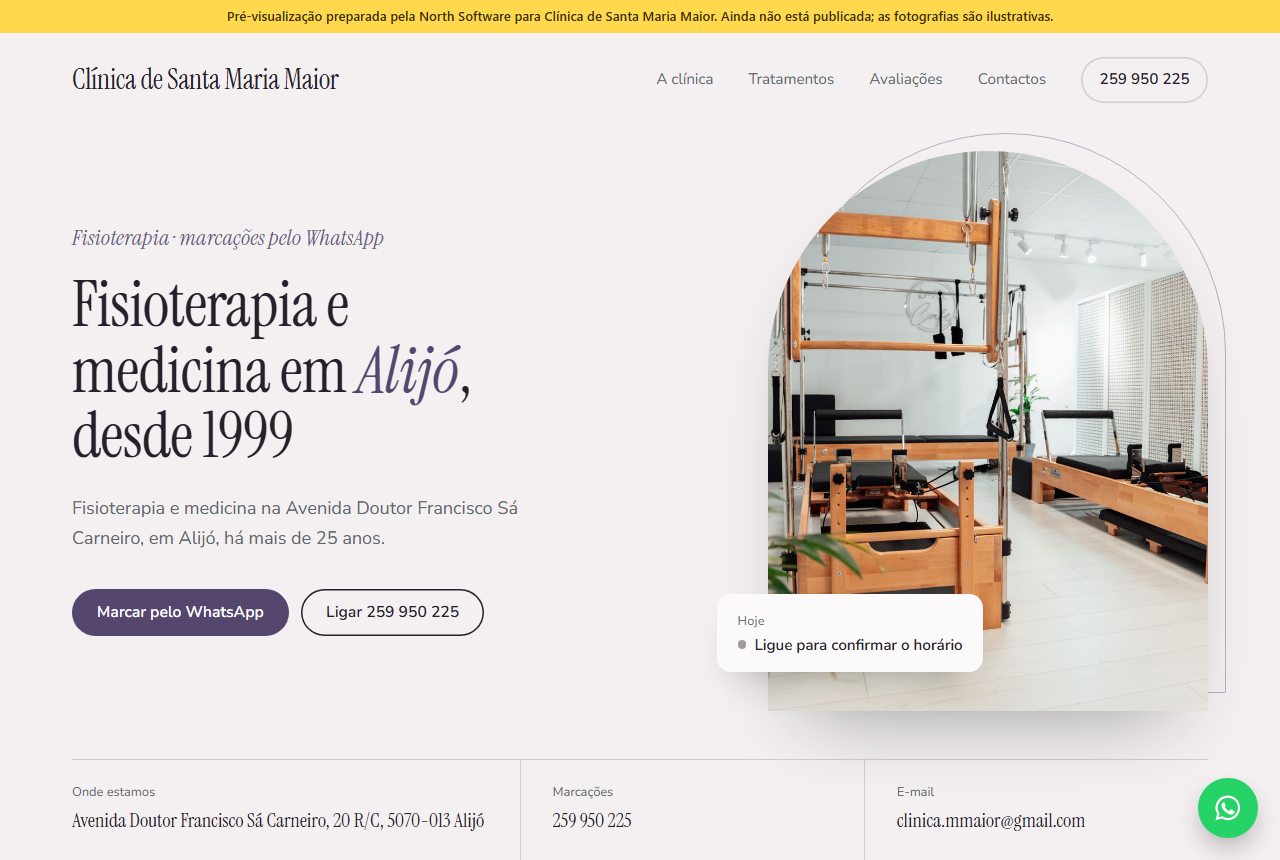 Pré-visualização preparada pela North Software para Clínica de Santa Maria Maior. Ainda não está publicada; as fotografias são ilustrativas.
Clínica de Santa Maria Maior
A clínica
Tratamentos
Avaliações
Contactos
259 950 225
Fisioterapia · marcações pelo WhatsApp
Fisioterapia e
medicina em Alijó,
desde 1999
Fisioterapia e medicina na Avenida Doutor Francisco Sá
Carneiro, em Alijó, há mais de 25 anos.
Marcar pelo WhatsApp
Ligar 259 950 225
Hoje
Ligue para confirmar o horário
Onde estamos
Avenida Doutor Francisco Sá Carneiro, 20 R/C, 5070-013 Alijó
Marcações
259 950 225
E-mail
clinica.mmaior@gmail.com